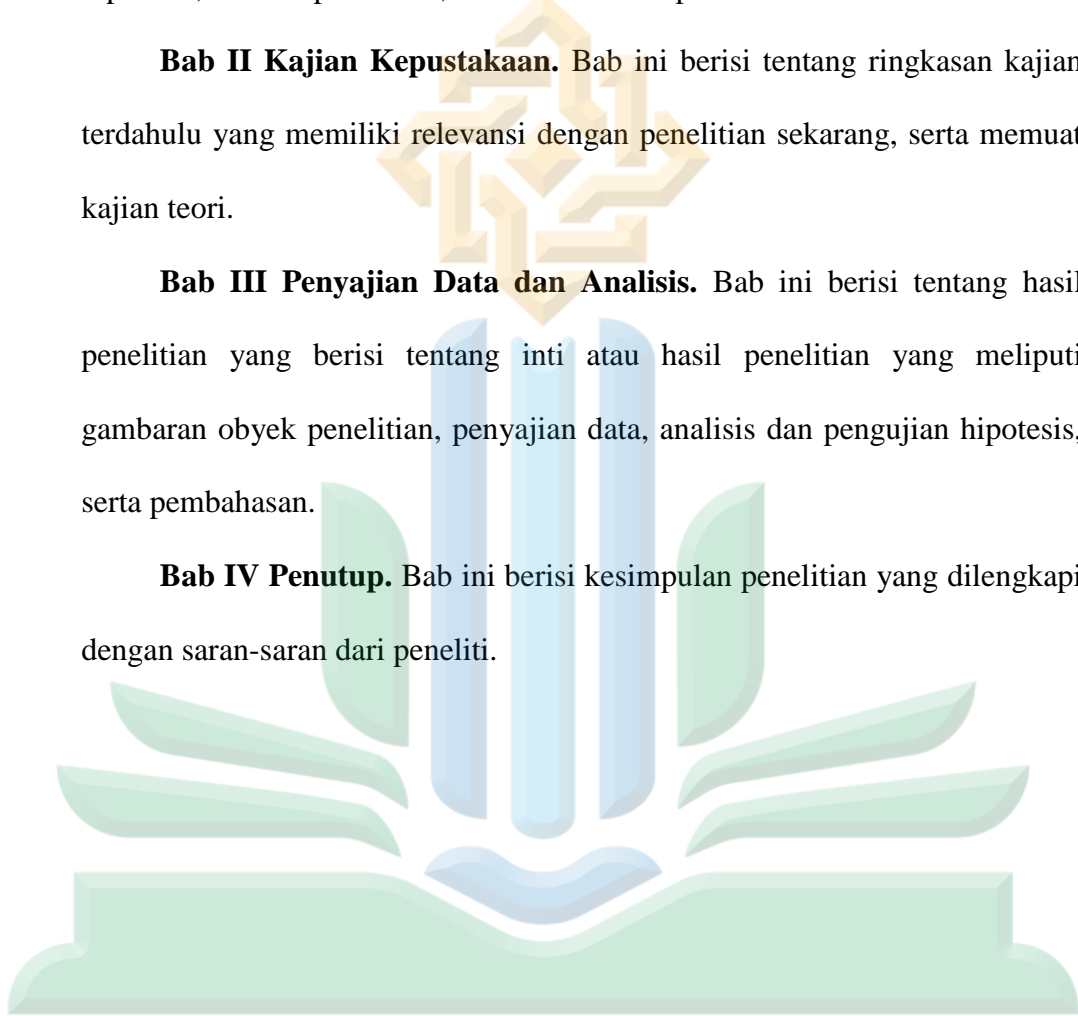 Bab II Kajian Kepustakaan. Bab ini berisi tentang ringkasan kajian
terdahulu yang memiliki relevansi dengan penelitian sekarang, serta memuat
kajian teori.
Bab III Penyajian Data dan Analisis. Bab ini berisi tentang hasil
penelitian yang berisi tentang inti atau hasil penelitian yang meliputi
gambaran obyek penelitian, penyajian data, analisis dan pengujian hipotesis,
serta pembahasan.
Bab IV Penutup. Bab ini berisi kesimpulan penelitian yang dilengkapi
dengan saran-saran dari peneliti.